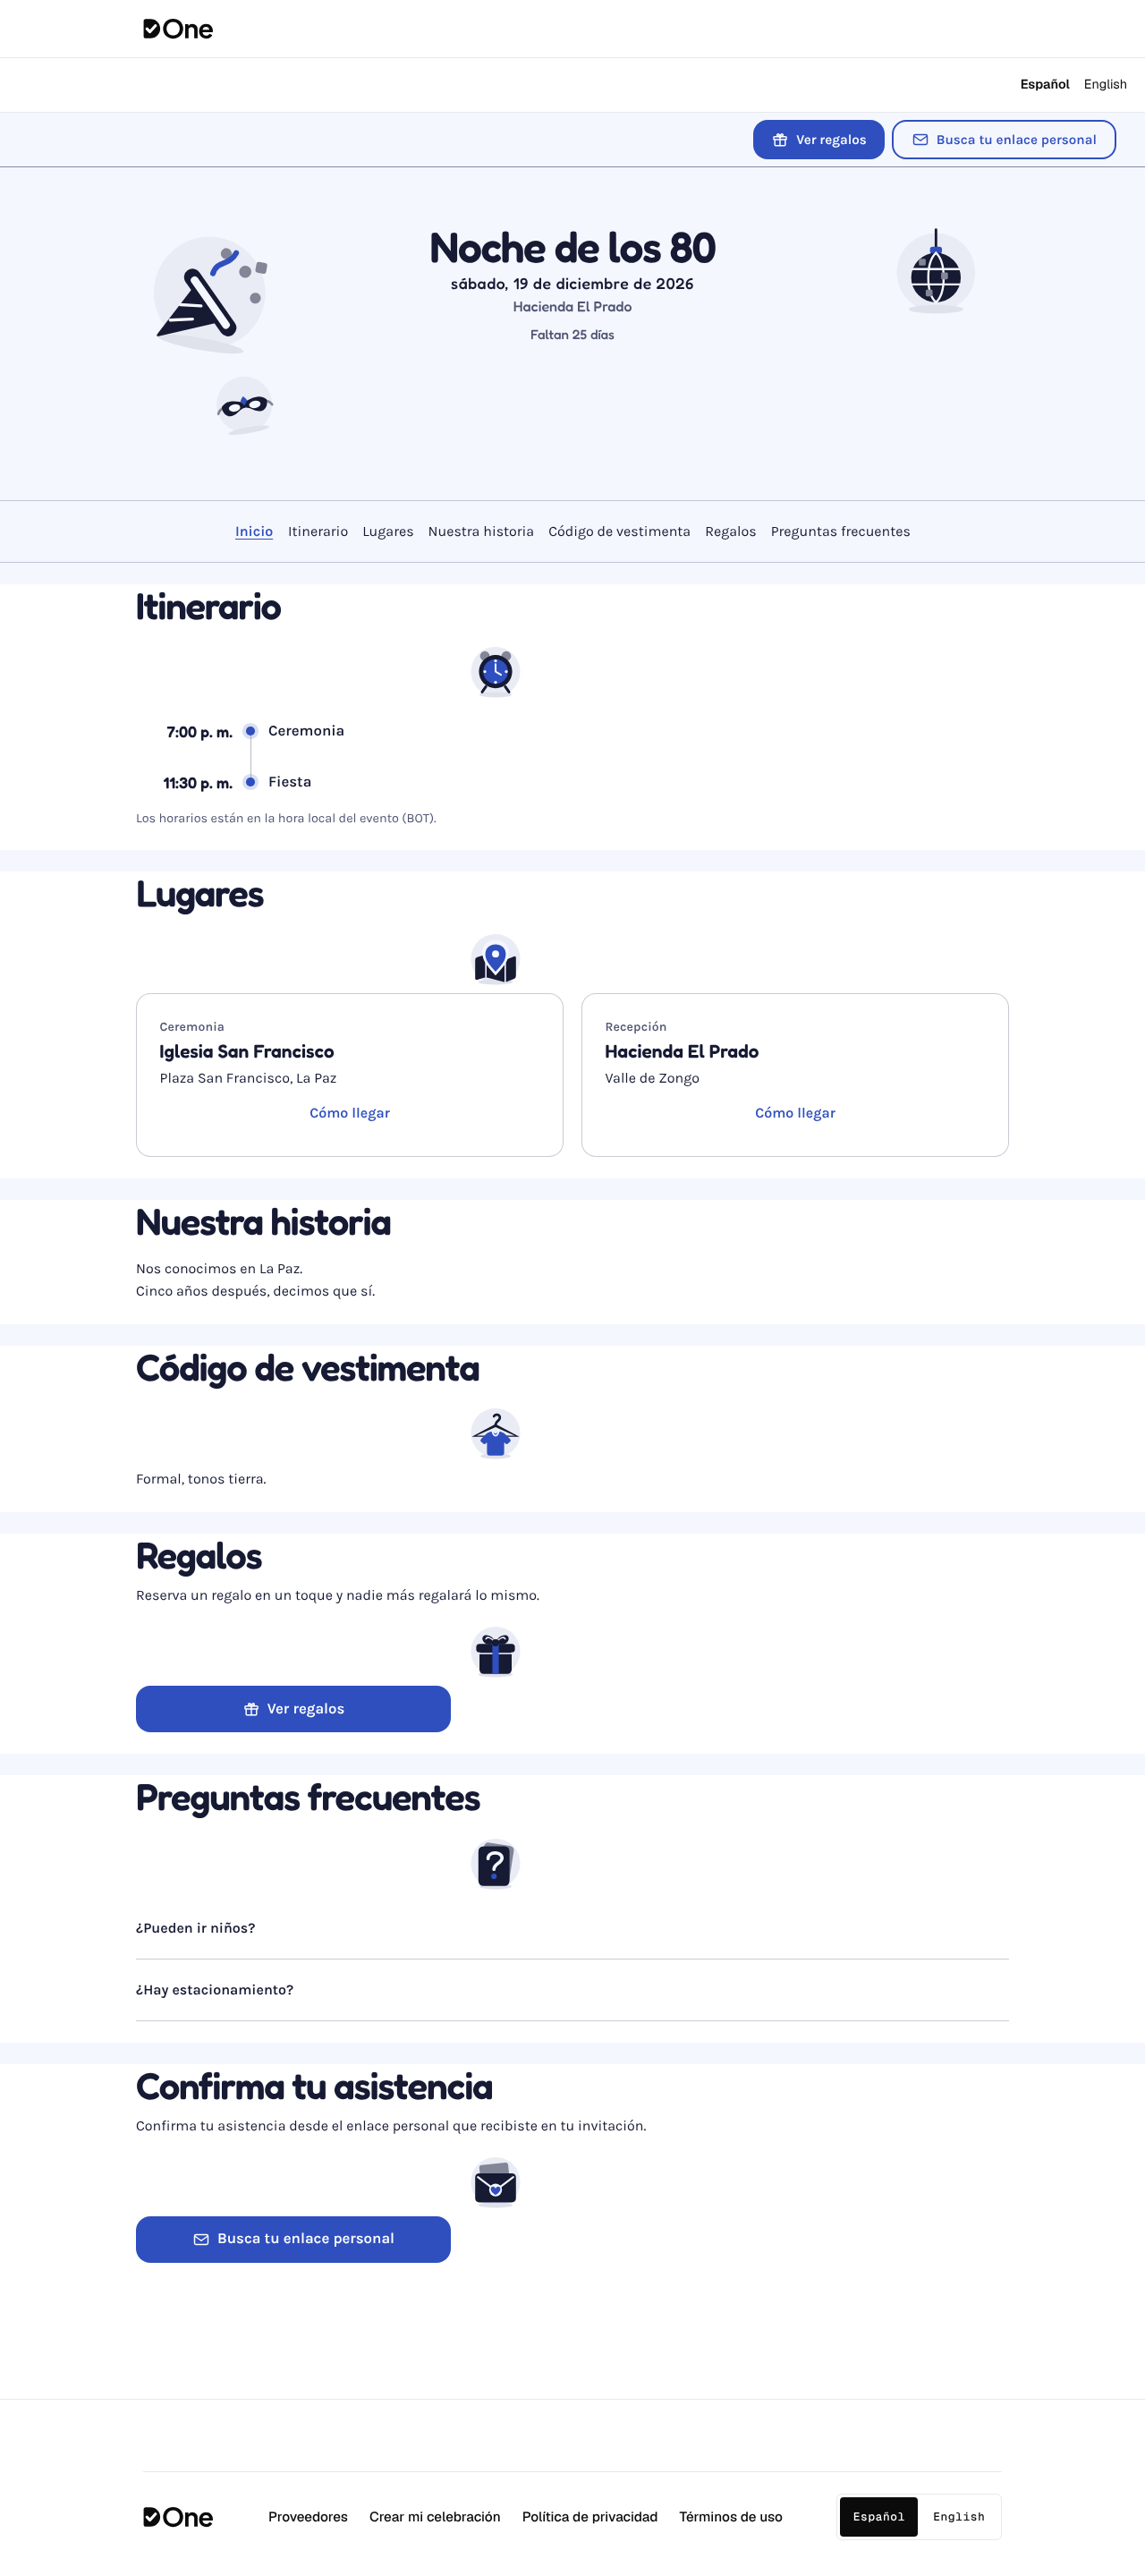 One
Español English
Ver regalos Busca tu enlace personal
Noche de los 80
sábado, 19 de diciembre de 2026
Hacienda El Prado
Faltan 25 días
Inicio Itinerario Lugares Nuestra historia Código de vestimenta Regalos Preguntas frecuentes
Itinerario
7:00 p. m. Ceremonia
11:30 p. m. Fiesta
Los horarios están en la hora local del evento (BOT).
Lugares
Ceremonia
Iglesia San Francisco
Plaza San Francisco, La Paz
Cómo llegar
Recepción
Hacienda El Prado
Valle de Zongo
Cómo llegar
Nuestra historia
Nos conocimos en La Paz.
Cinco años después, decimos que sí.
Código de vestimenta
Formal, tonos tierra.
Regalos
Reserva un regalo en un toque y nadie más regalará lo mismo.
Ver regalos
Preguntas frecuentes
?
¿Pueden ir niños?
¿Hay estacionamiento?
Confirma tu asistencia
Confirma tu asistencia desde el enlace personal que recibiste en tu invitación.
Busca tu enlace personal
One
Proveedores Crear mi celebración Política de privacidad Términos de uso
Español English